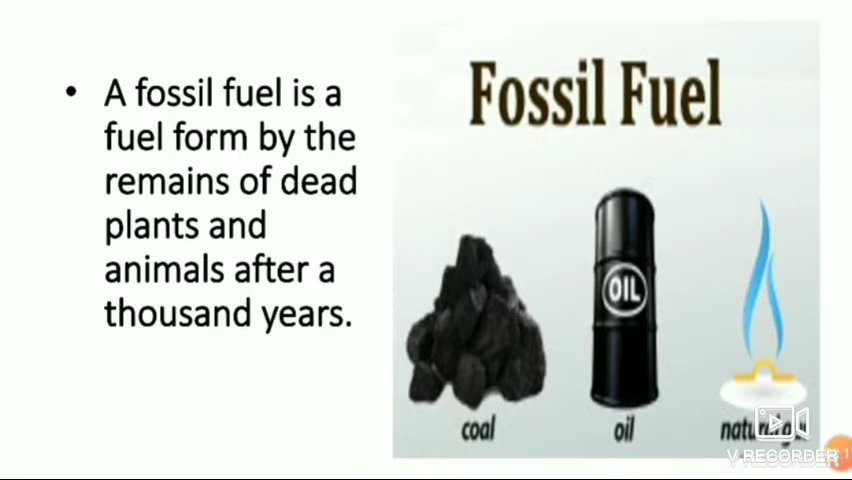 • A fossil fuel is a
fuel form by the
remains of dead
plants and
animals after a
thousand years.
Fossil Fuel
OIL
coal
oil
V RECORDER